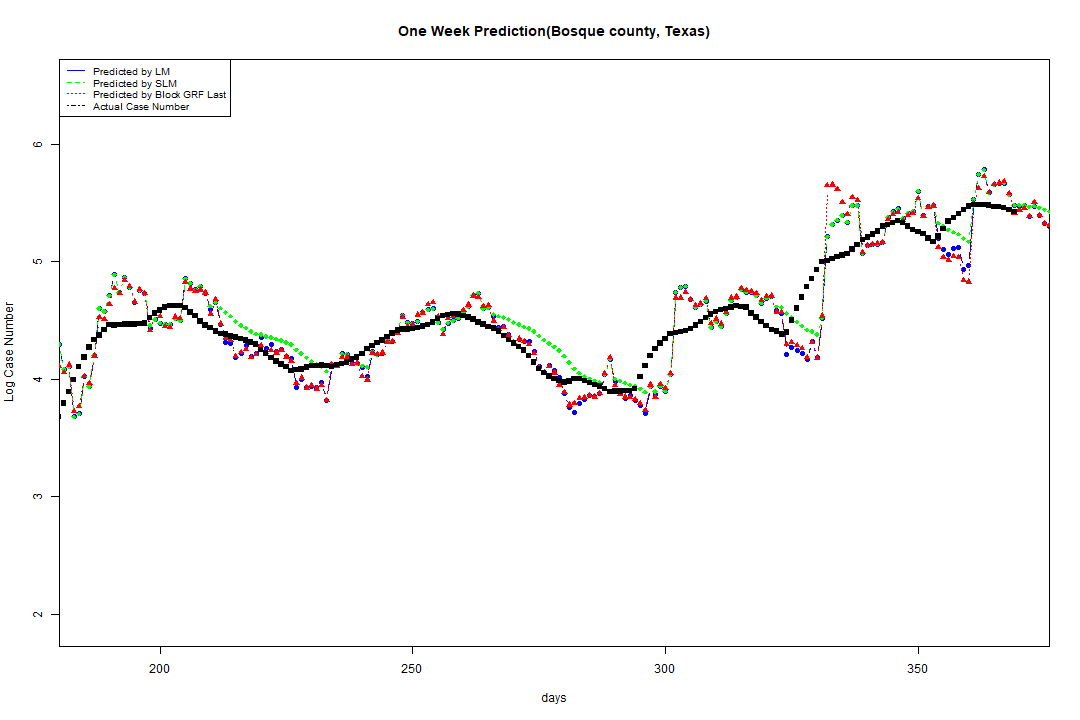 One Week Prediction(Bosque county, Texas)
Predicted by LM
Predicted by SLM
Predicted by Block GRF Last
Actual Case Number
Log Case Number
6
5
4
3
2
200
250
300
350
days